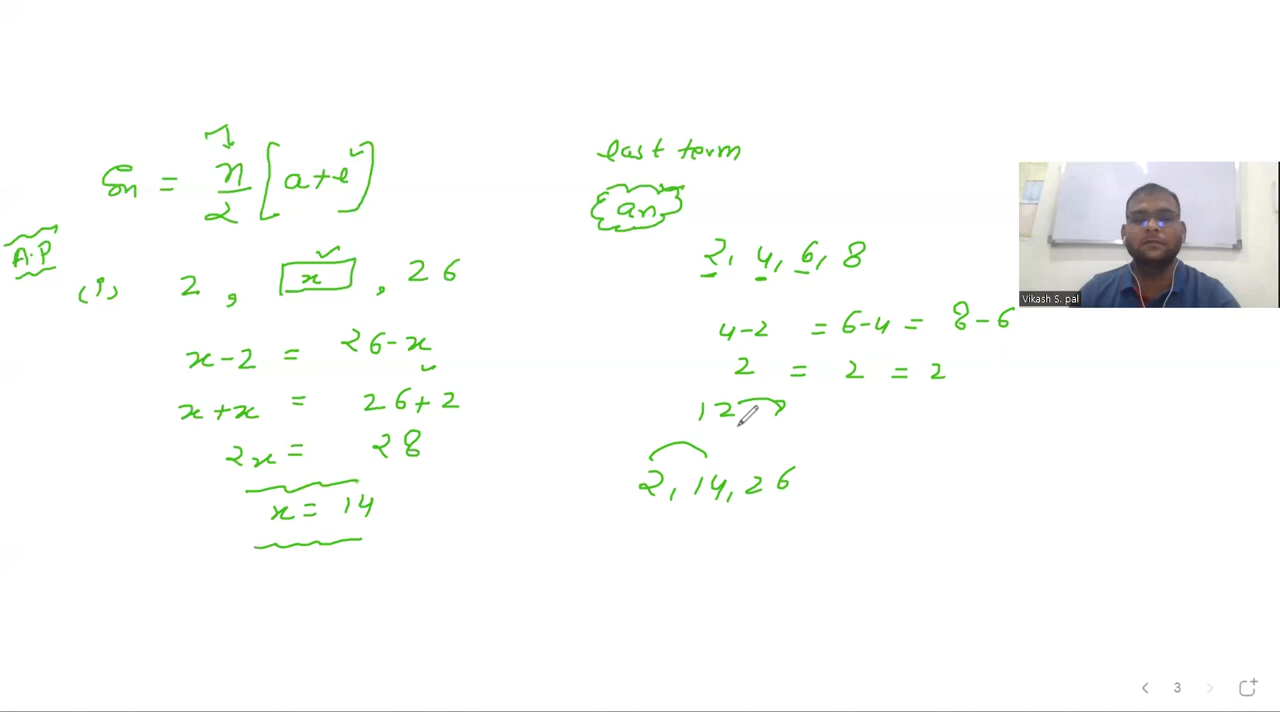 Sn = n/2 [a+l]
A.P
(i) 2, x, 26
x-2 = 26-x
x+x = 26+2
2x = 28
x = 14
last term
an
2, 4, 6, 8
4-2 = 6-4 = 8-6
2 = 2 = 2
12
2, 14, 26
Vikash S. pal
3